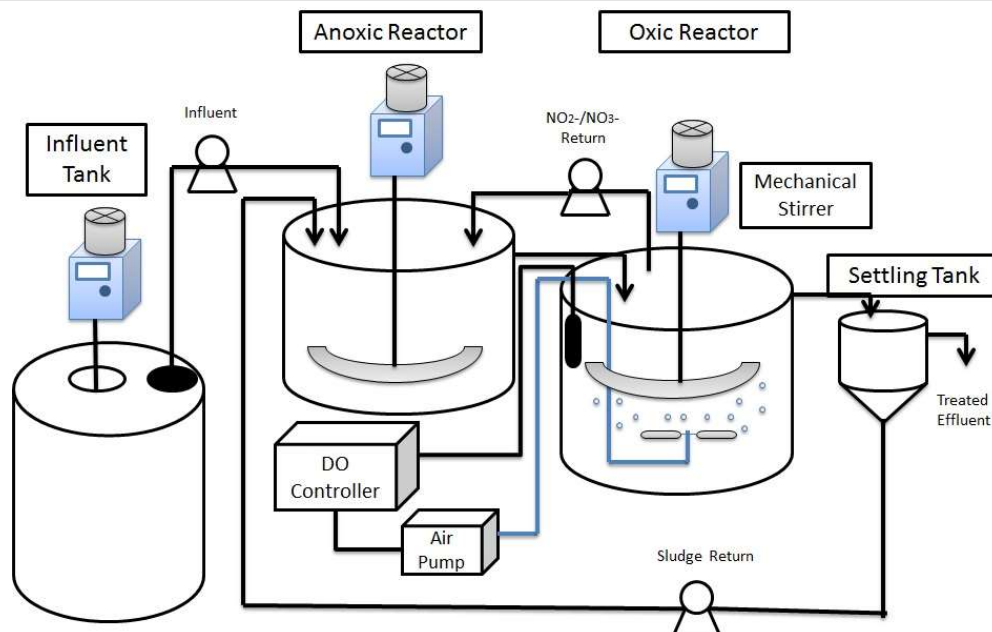 Anoxic Reactor
Oxic Reactor
Influent
NO2-/NO3-
Return
Influent
Tank
Mechanical
Stirrer
Settling Tank
Treated
Effluent
DO
Controller
Air
Pump
Sludge Return